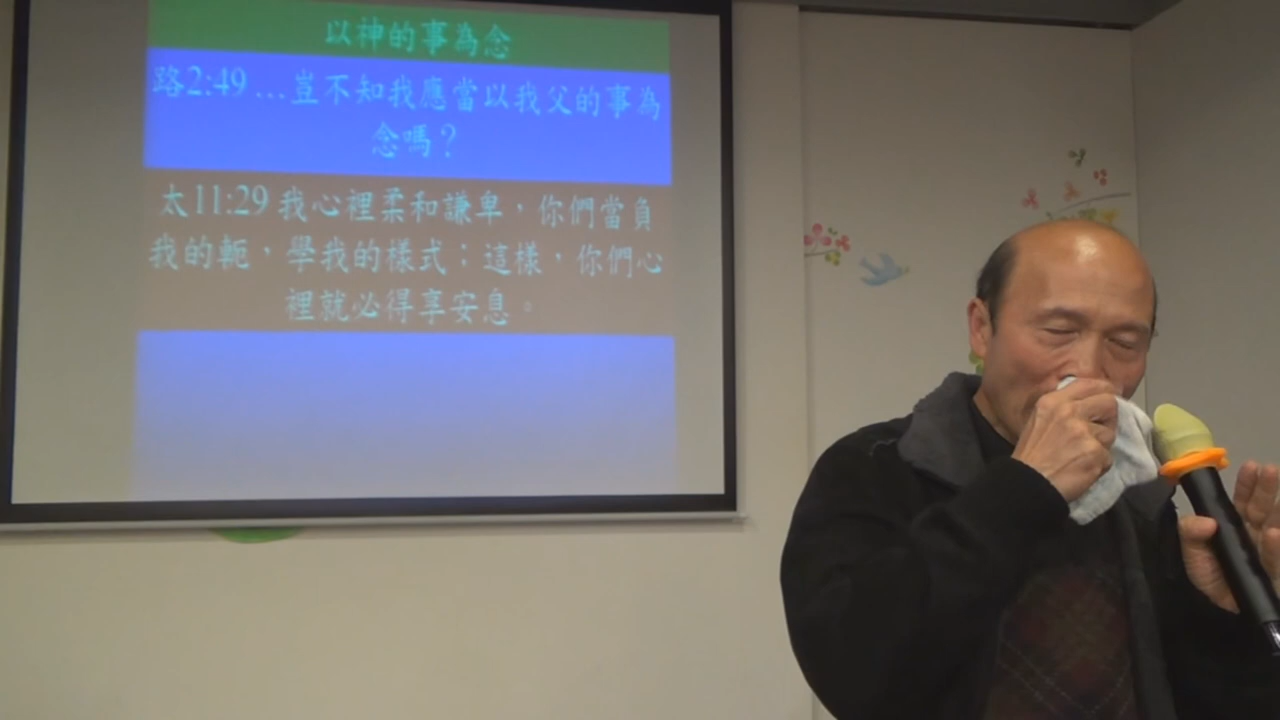 以神的事為念
路2:49 ...豈不知我應當以我父的事為
念嗎？
太11:29 我心裡柔和謙卑，你們當負
我的軛，學我的樣式；這樣，你們心
裡就必得享安息。